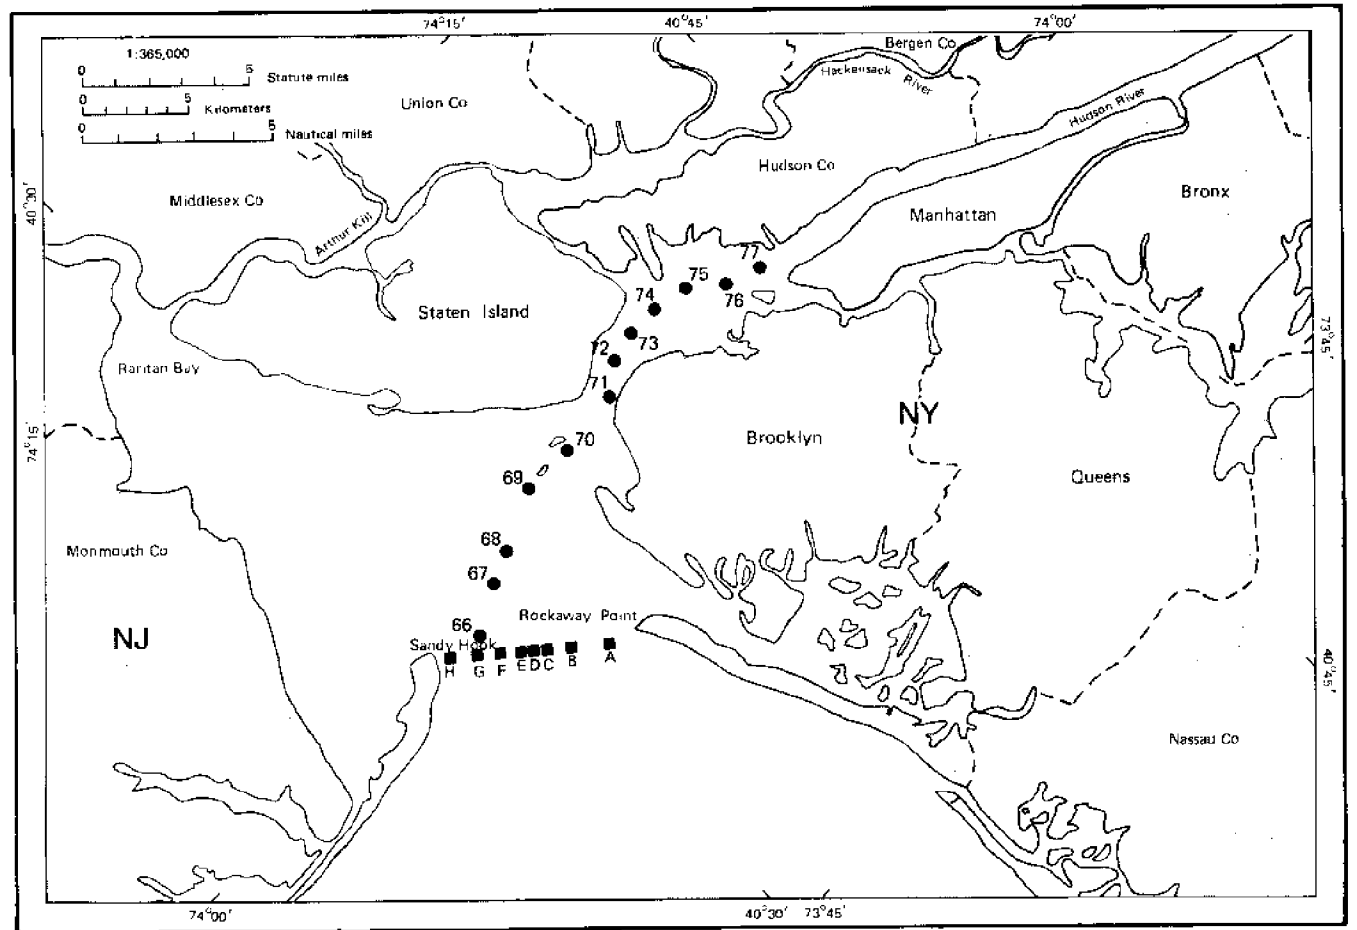 74°15′
40°45′
74°00′
1:365,000
0 5 Statute miles
0 5 Kilometers
0 5 Nautical miles
Union Co
Bergen Co
Hackensack River
Hudson River
Hudson Co
Middlesex Co
Arthur Kill
Manhattan
Bronx
40°30′
77
75
76
74
73
72
71
Staten Island
Raritan Bay
73°45′
NY
74°15′
70
Brooklyn
69
Queens
68
Monmouth Co
67
NJ
66
Rockaway Point
Sandy Hook
H G F E D C B A
40°45′
Nassau Co
74°00′
40°30′
73°45′